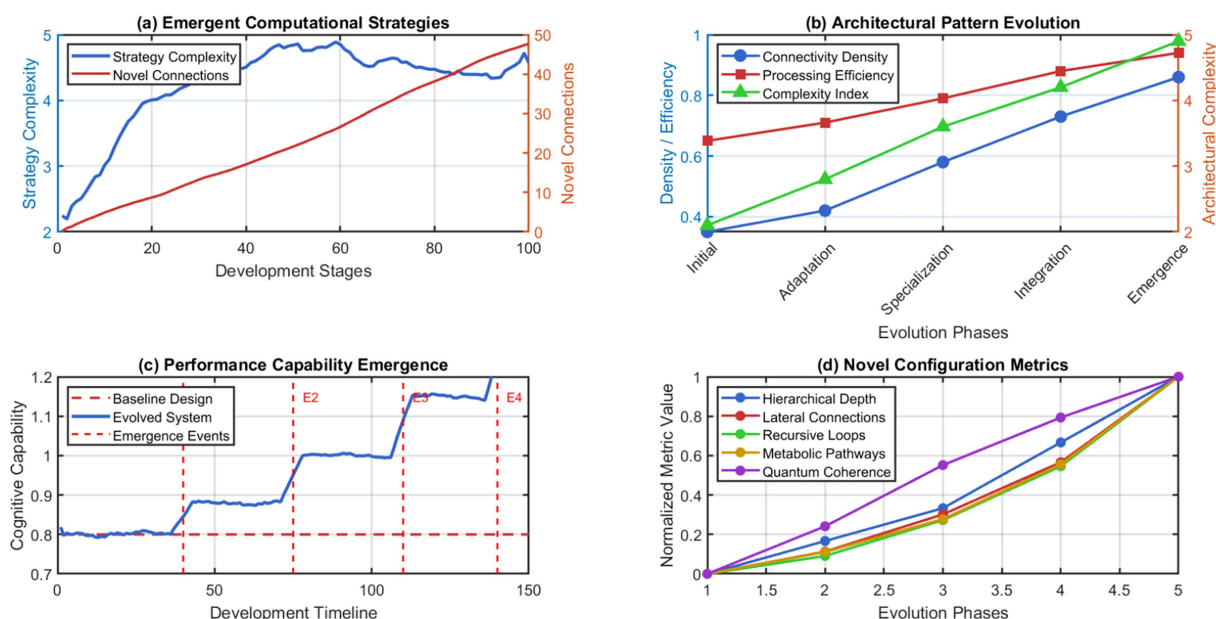 (a) Emergent Computational Strategies
5
4
3
2
Strategy Complexity
Strategy Complexity
Novel Connections
50
40
30
20
10
0
Novel Connections
0 20 40 60 80 100
Development Stages
(b) Architectural Pattern Evolution
1
0.8
0.6
0.4
Density / Efficiency
Connectivity Density
Processing Efficiency
Complexity Index
5
4
3
2
Architectural Complexity
Initial
Adaptation
Specialization
Integration
Emergence
Evolution Phases
(c) Performance Capability Emergence
1.2
1.1
1
0.9
0.8
0.7
Cognitive Capability
Baseline Design
Evolved System
Emergence Events
E2
E3
E4
0 50 100 150
Development Timeline
(d) Novel Configuration Metrics
1
0.8
0.6
0.4
0.2
0
Normalized Metric Value
Hierarchical Depth
Lateral Connections
Recursive Loops
Metabolic Pathways
Quantum Coherence
1 1.5 2 2.5 3 3.5 4 4.5 5
Evolution Phases